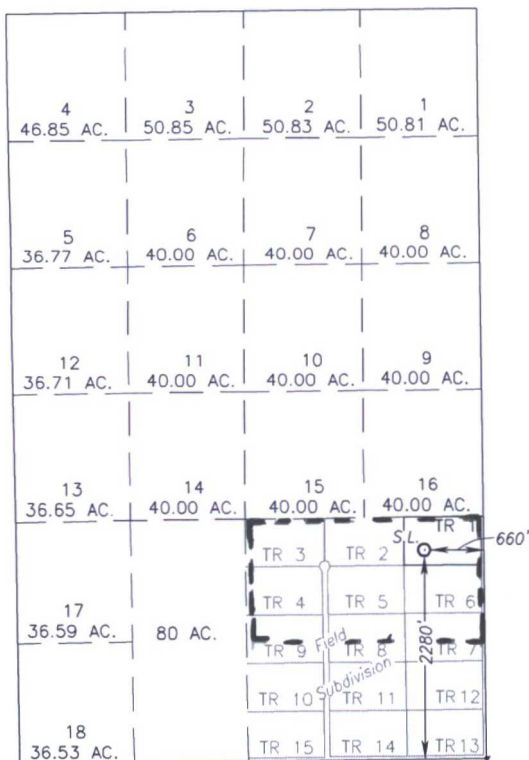 4 3 2 1
46.85 AC. 50.85 AC. 50.83 AC. 50.81 AC.
5 6 7 8
36.77 AC. 40.00 AC. 40.00 AC. 40.00 AC.
12 11 10 9
36.71 AC. 40.00 AC. 40.00 AC. 40.00 AC.
13 14 15 16
36.65 AC. 40.00 AC. 40.00 AC. 40.00 AC.
TR 1
S.L. 660'
TR 3 TR 2
TR 4 TR 5 TR 6
17
36.59 AC. 80 AC.
2280'
TR 9 Field TR 8 TR 7
Subdivision
TR 10 TR 11 TR 12
18
36.53 AC. TR 15 TR 14 TR 13